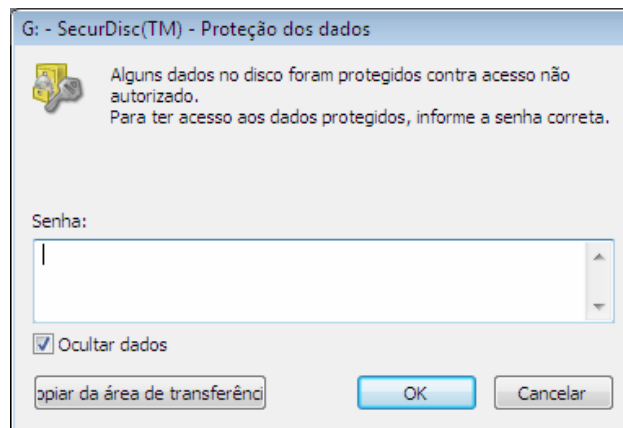 G: - SecurDisc(TM) - Proteção dos dados
Alguns dados no disco foram protegidos contra acesso não
autorizado.
Para ter acesso aos dados protegidos, informe a senha correta.
Senha:
Ocultar dados
opiar da área de transferênci
OK
Cancelar